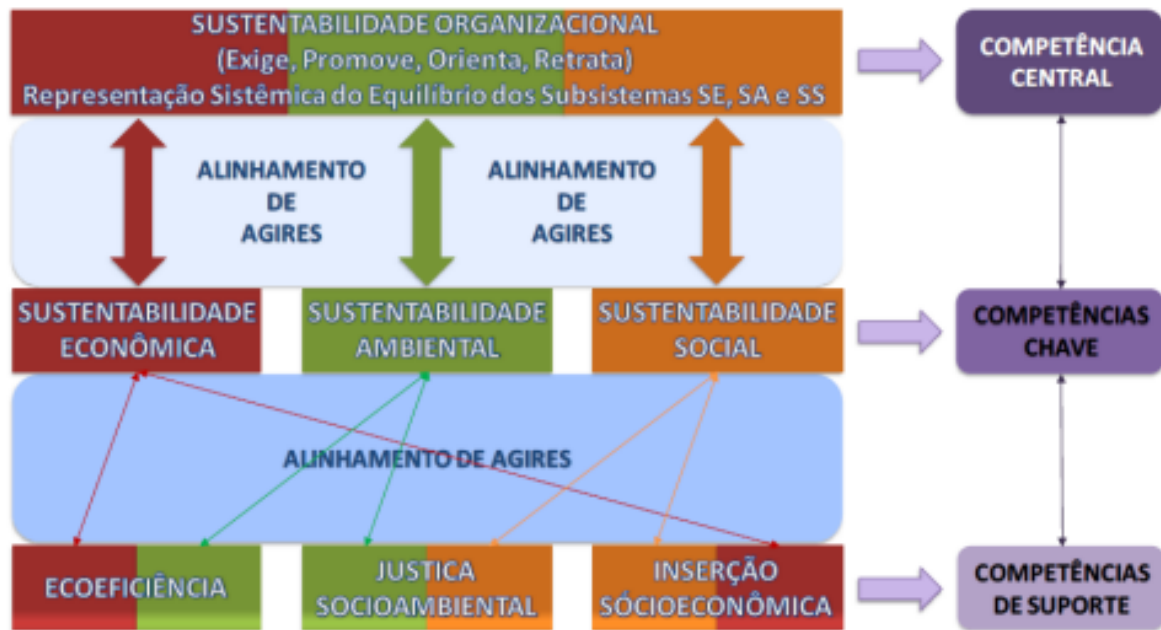 SUSTENTABILIDADE ORGANIZACIONAL
(Exige, Promove, Orienta, Retrata)
Representação Sistêmica do Equilíbrio dos Subsistemas SE, SA e SS
COMPETÊNCIA
CENTRAL
ALINHAMENTO
DE
AGIRES
ALINHAMENTO
DE
AGIRES
SUSTENTABILIDADE
ECONÔMICA
SUSTENTABILIDADE
AMBIENTAL
SUSTENTABILIDADE
SOCIAL
COMPETÊNCIAS
CHAVE
ALINHAMENTO DE AGIRES
ECOEFICIÊNCIA
JUSTICA
SOCIOAMBIENTAL
INSERÇÃO
SÓCIOECONÔMICA
COMPETÊNCIAS
DE SUPORTE